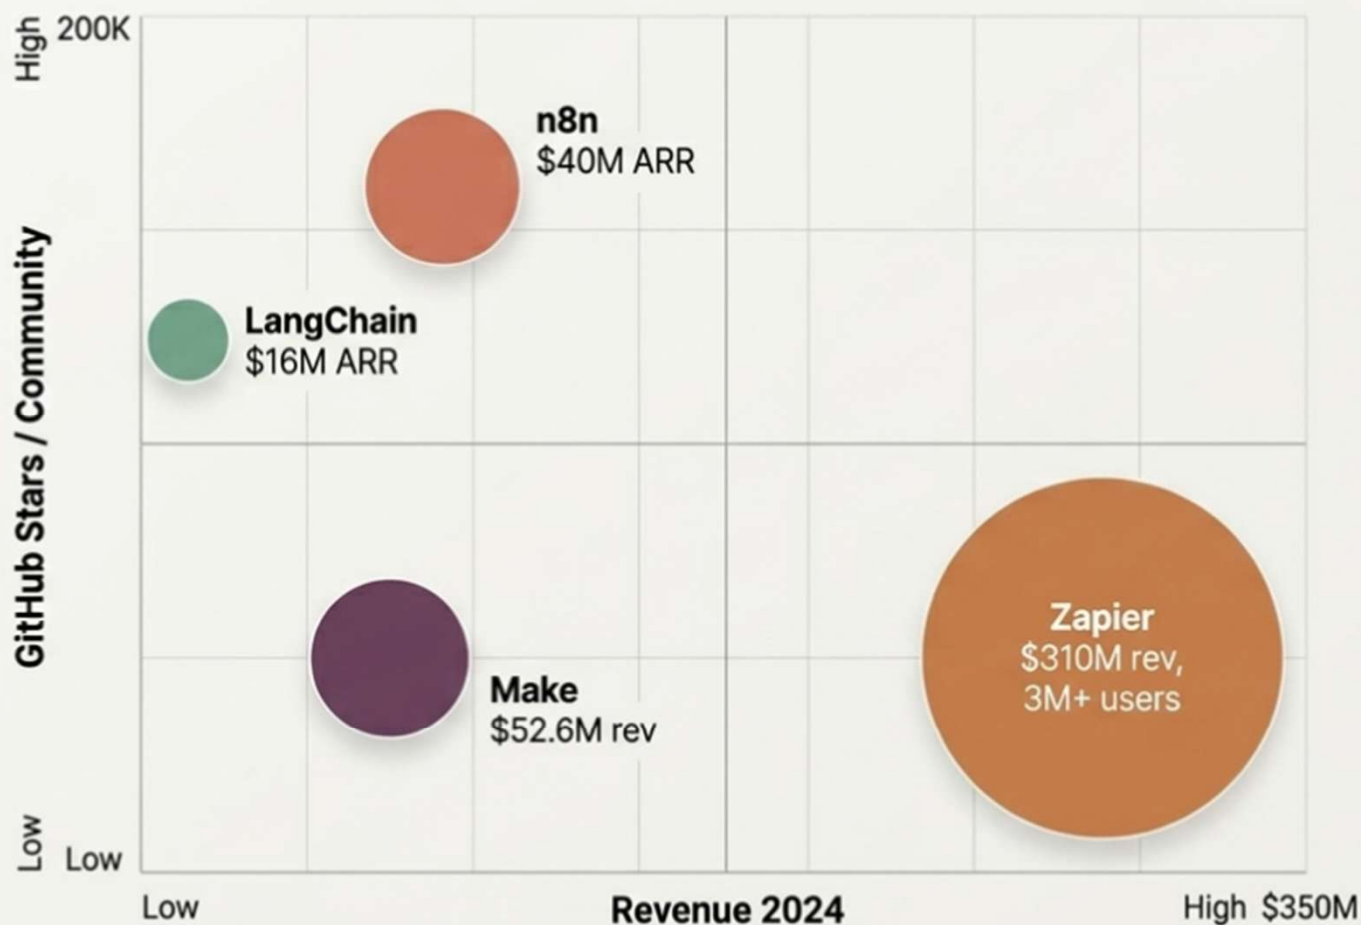 High 200K
n8n
$40M ARR
LangChain
$16M ARR
GitHub Stars / Community
Zapier
$310M rev,
3M+ users
Make
$52.6M rev
Low Low
Low Revenue 2024 High $350M